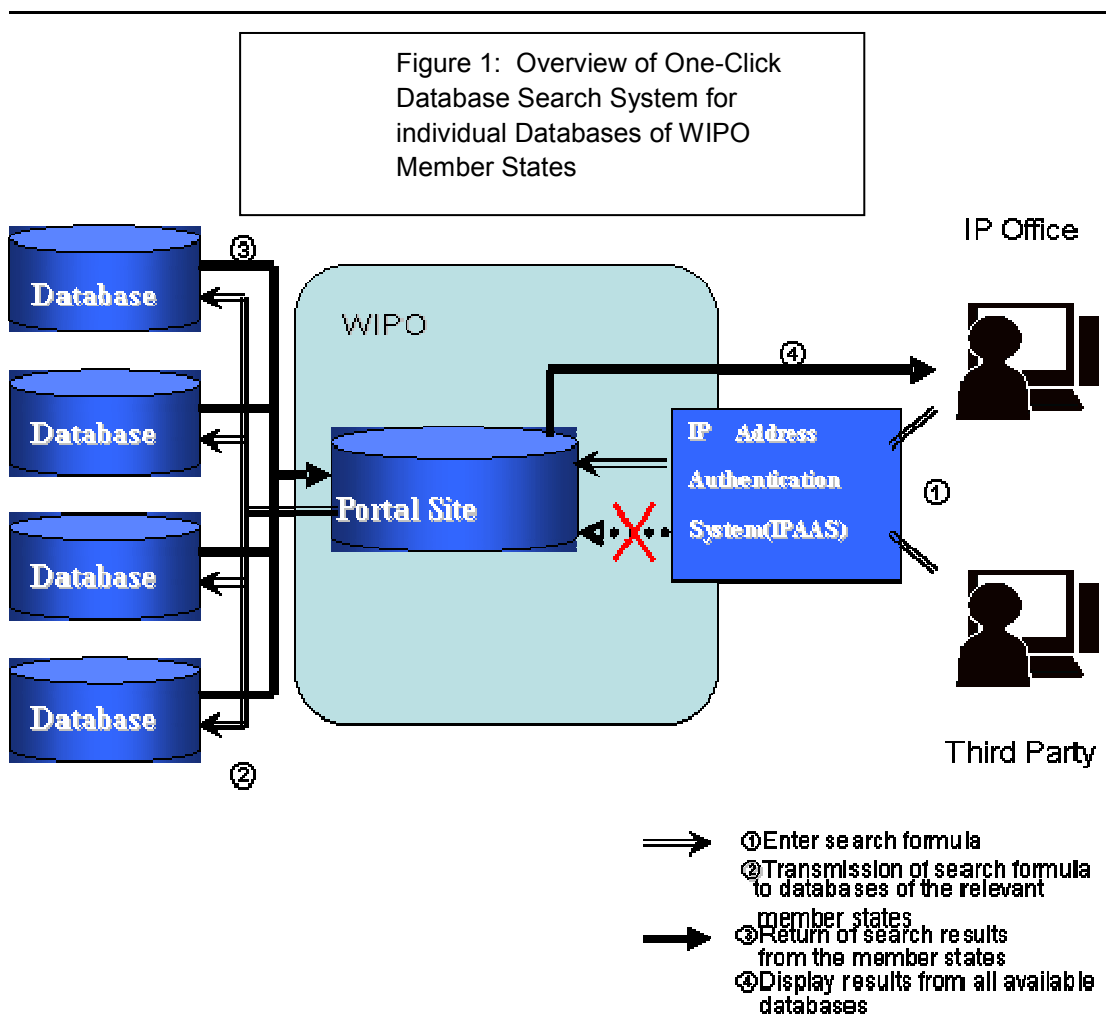 Figure 1: Overview of One-Click
Database Search System for
individual Databases of WIPO
Member States
③
IP Office
Database
WIPO
④
Database
IP Address
Authentication
System(IPAAS)
①
Portal Site
Database
Database
②
Third Party
①Enter search formula
②Transmission of search formula
to databases of the relevant
member states
③Return of search results
from the member states
④Display results from all available
databases